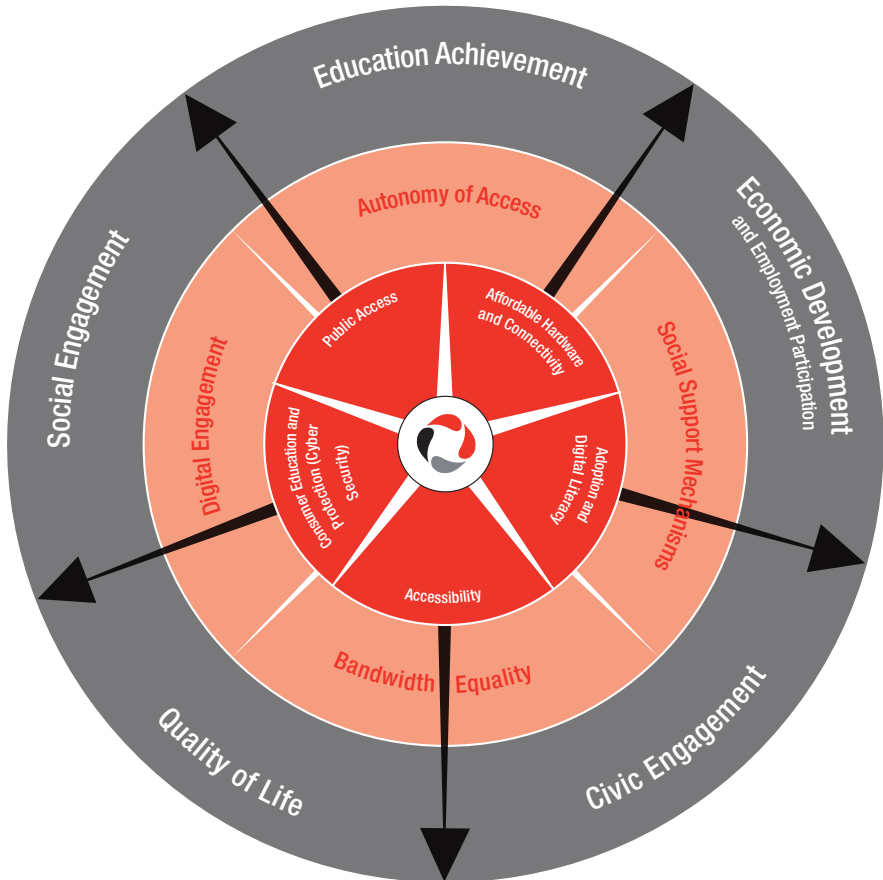 Education Achievement
Economic Development
and Employment Participation
Civic Engagement
Quality of Life
Social Engagement
Autonomy of Access
Social Support Mechanisms
Bandwidth Equality
Digital Engagement
Public Access
Affordable Hardware
and Connectivity
Adoption and
Digital Literacy
Accessibility
Consumer Education and
Protection (Cyber
Security)